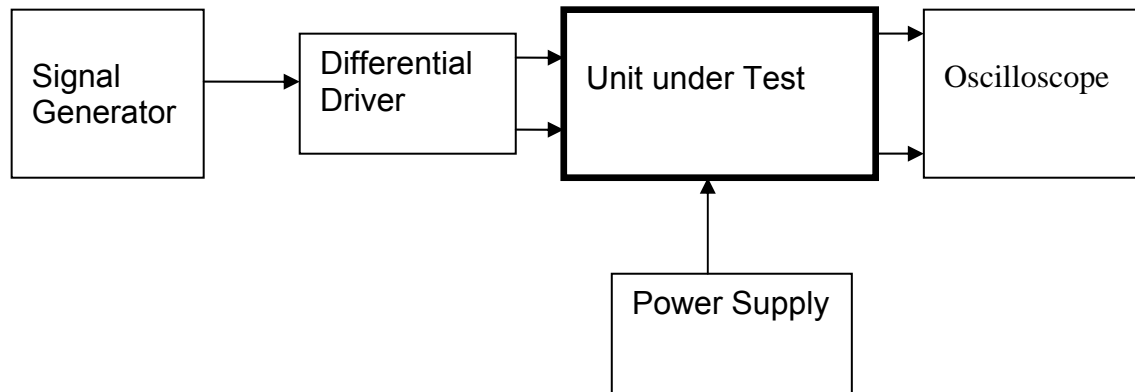 Signal
Generator
Differential
Driver
Unit under Test
Oscilloscope
Power Supply